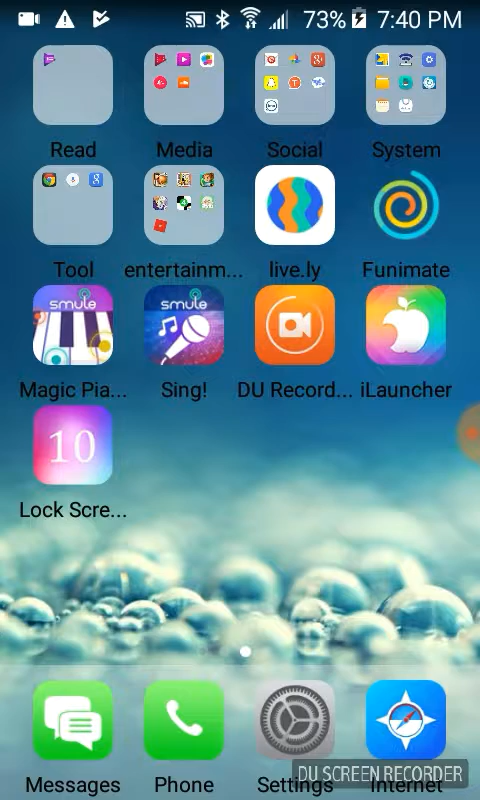 73% 7:40 PM
Read Media Social System
Tool entertainm... live.ly Funimate
smule smule
Magic Pia... Sing! DU Record... iLauncher
10
Lock Scre...
Messages Phone Settings Internet
DU SCREEN RECORDER